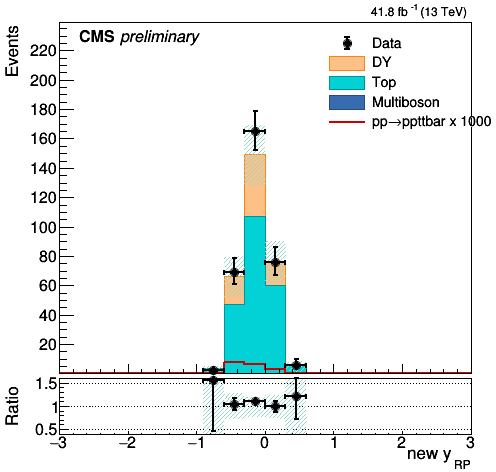 41.8 fb -1 (13 TeV)
CMS preliminary
Events
220
200
180
160
140
120
100
80
60
40
20
Data
DY
Top
Multiboson
pp→ppttbar x 1000
Ratio
1.5
1
0.5
−3 −2 −1 0 1 2 3
new y RP